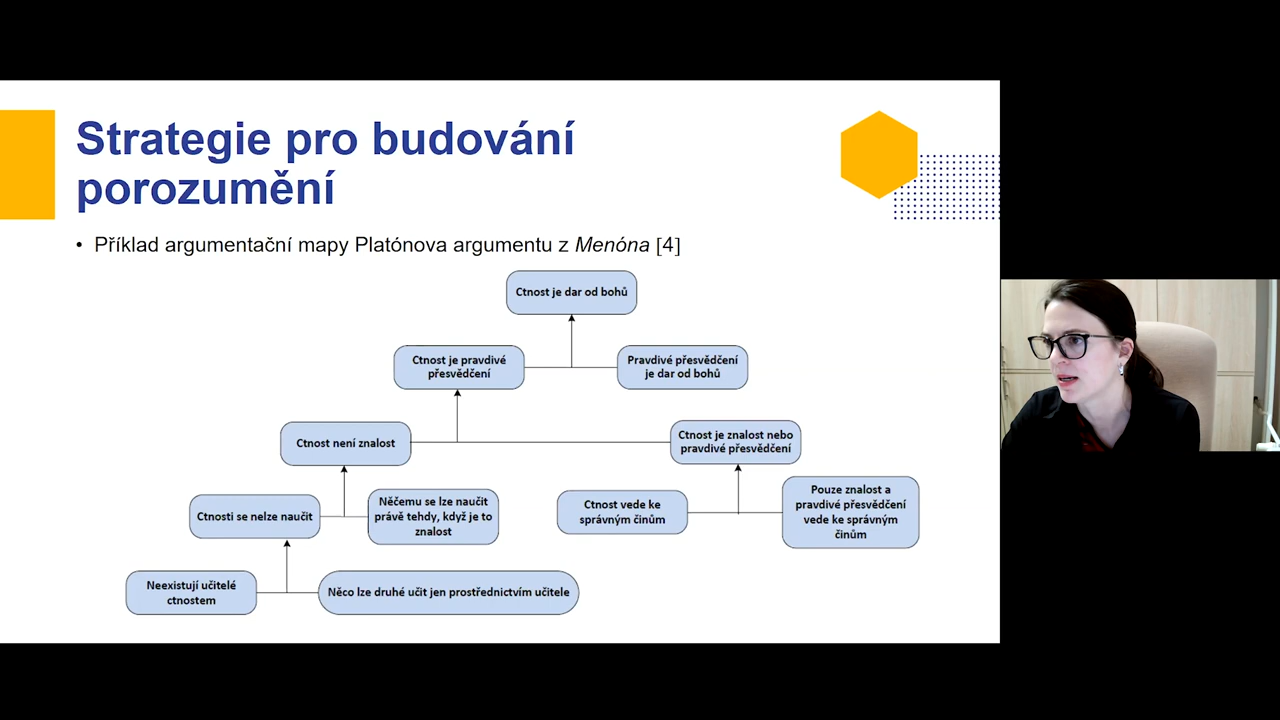 Strategie pro budování
porozumění
• Příklad argumentační mapy Platónova argumentu z Menóna [4]
Ctnost je dar od bohů
Ctnost je pravdivé
přesvědčení
Pravdivé přesvědčení
je dar od bohů
Ctnost není znalost
Ctnost je znalost nebo
pravdivé přesvědčení
Ctnosti se nelze naučit
Něčemu se lze naučit
právě tehdy, když je to
znalost
Ctnost vede ke
správným činům
Pouze znalost a
pravdivé přesvědčení
vede ke správným
činům
Neexistují učitelé
ctnostem
Něco lze druhé učit jen prostřednictvím učitele